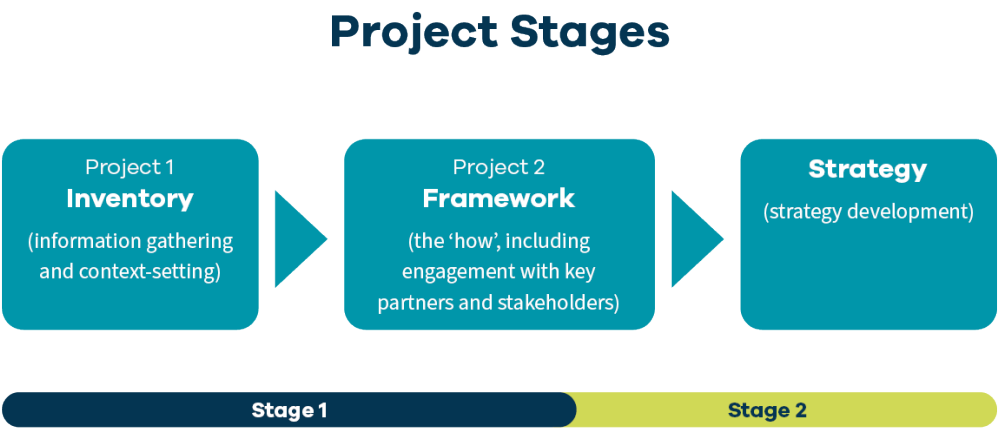 Project Stages
Project 1
Inventory
(information gathering
and context-setting)
Project 2
Framework
(the ‘how’, including
engagement with key
partners and stakeholders)
Strategy
(strategy development)
Stage 1
Stage 2